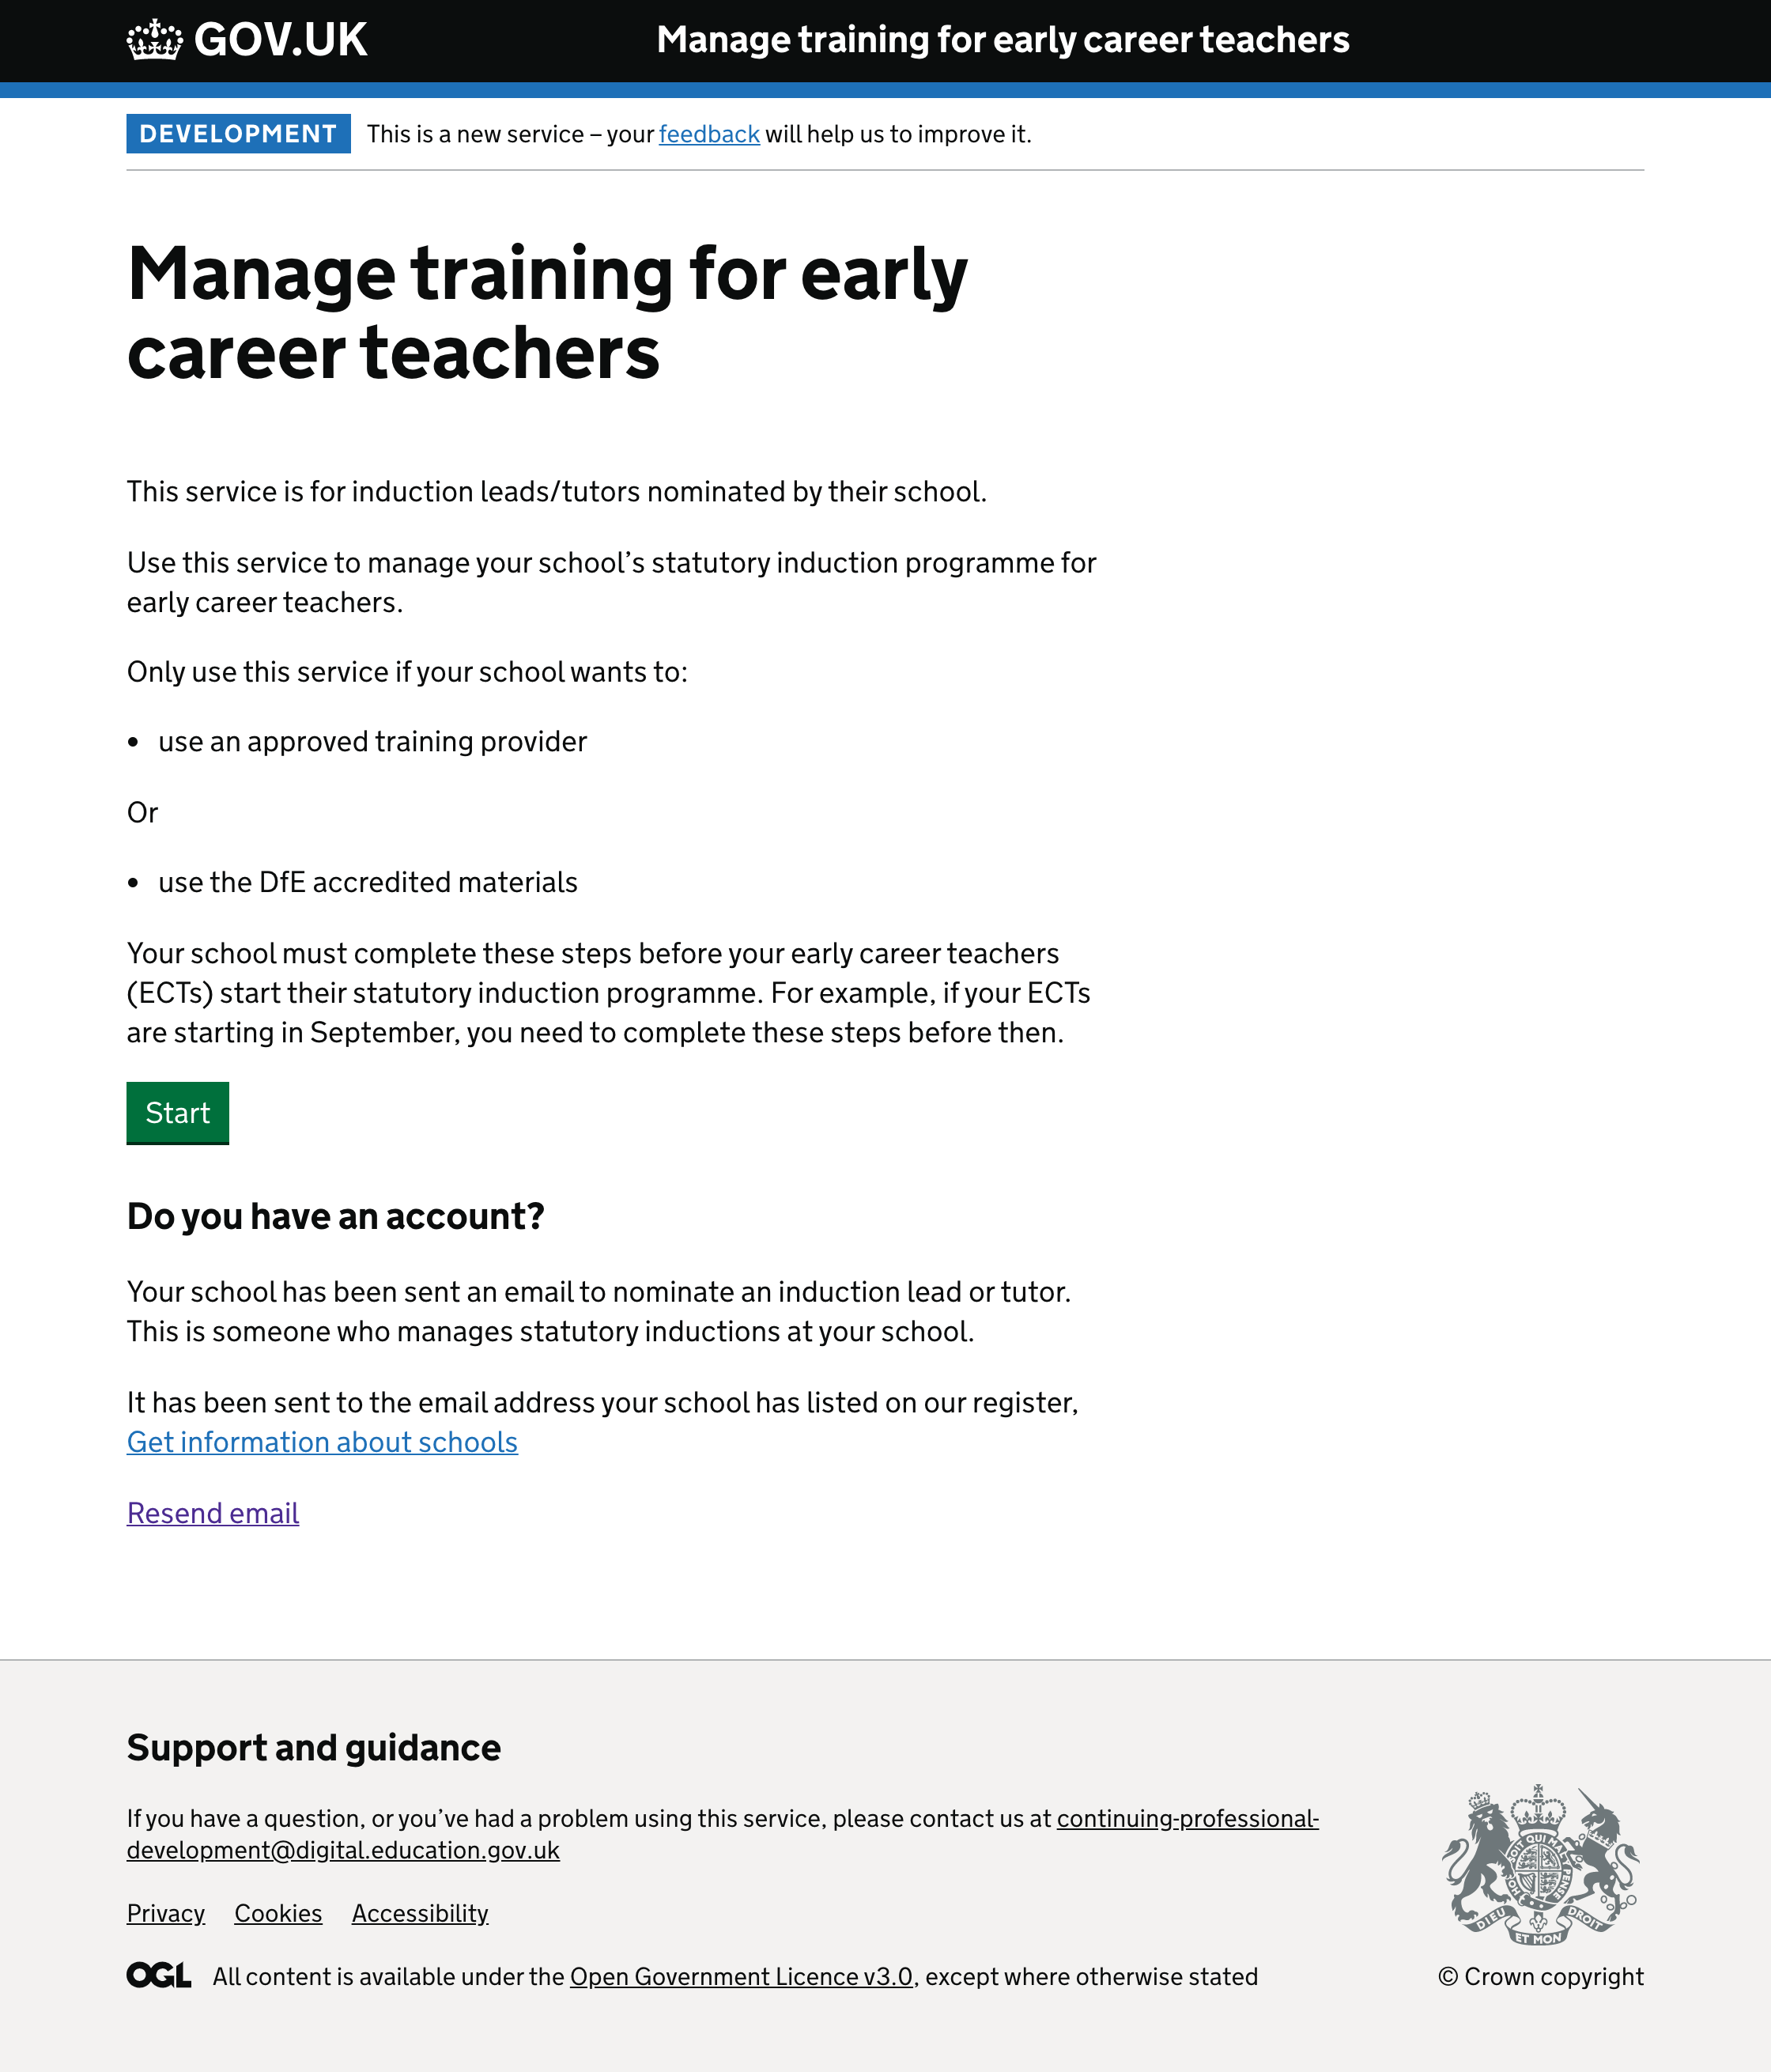 GOV.UK
Manage training for early career teachers
DEVELOPMENT
This is a new service – your feedback will help us to improve it.
Manage training for early
career teachers
This service is for induction leads/tutors nominated by their school.
Use this service to manage your school’s statutory induction programme for
early career teachers.
Only use this service if your school wants to:
• use an approved training provider
Or
• use the DfE accredited materials
Your school must complete these steps before your early career teachers
(ECTs) start their statutory induction programme. For example, if your ECTs
are starting in September, you need to complete these steps before then.
Start
Do you have an account?
Your school has been sent an email to nominate an induction lead or tutor.
This is someone who manages statutory inductions at your school.
It has been sent to the email address your school has listed on our register,
Get information about schools
Resend email
Support and guidance
If you have a question, or you’ve had a problem using this service, please contact us at continuing-professional-
development@digital.education.gov.uk
Privacy
Cookies
Accessibility
OGL
All content is available under the Open Government Licence v3.0, except where otherwise stated
DIEU ET MON DROIT
© Crown copyright